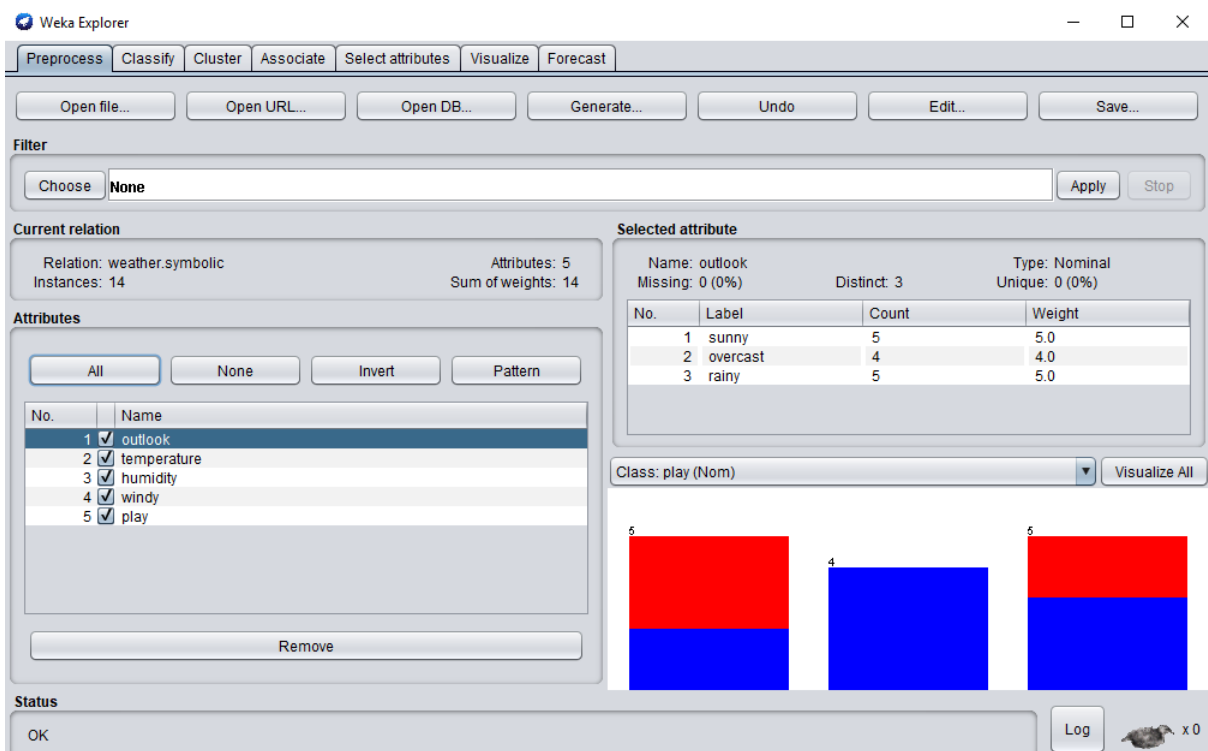 Weka Explorer
Preprocess Classify Cluster Associate Select attributes Visualize Forecast
Open file... Open URL... Open DB... Generate... Undo Edit... Save...
Filter
Choose None Apply Stop
Current relation
Relation: weather.symbolic Attributes: 5
Instances: 14 Sum of weights: 14
Attributes
All None Invert Pattern
No. Name
1 outlook
2 temperature
3 humidity
4 windy
5 play
Remove
Selected attribute
Name: outlook Type: Nominal
Missing: 0 (0%) Distinct: 3 Unique: 0 (0%)
No. Label Count Weight
1 sunny 5 5.0
2 overcast 4 4.0
3 rainy 5 5.0
Class: play (Nom) Visualize All
5 4 5
Status
OK Log x 0